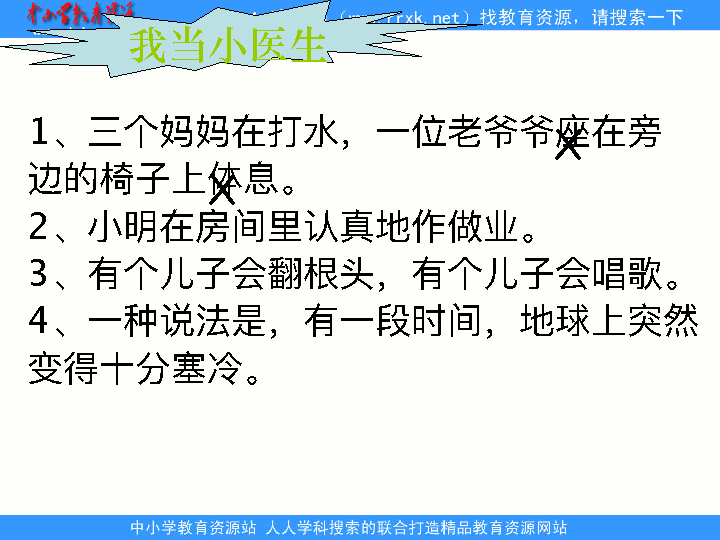 中小学教育资源
rrxk.net）找教育资源，请搜索一下
我当小医生
1、三个妈妈在打水，一位老爷爷座在旁
边的椅子上体息。
2、小明在房间里认真地作做业。
3、有个儿子会翻根头，有个儿子会唱歌。
4、一种说法是，有一段时间，地球上突然
变得十分塞冷。
中小学教育资源站 人人学科搜索的联合打造精品教育资源网站